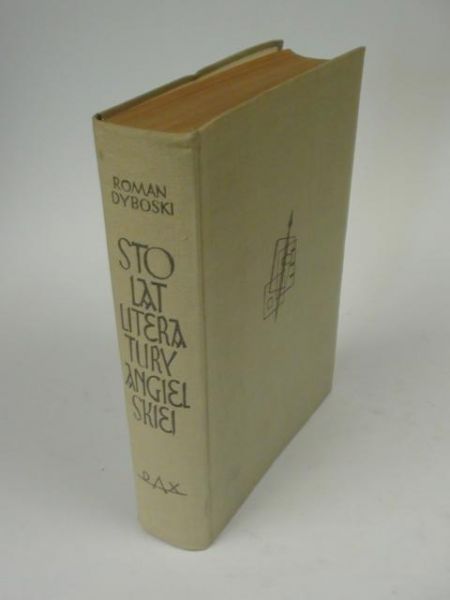 ROMAN
DYBOSKI
STO
LAT
LITERA
TURY
ANGIEL
SKIEJ
PAX